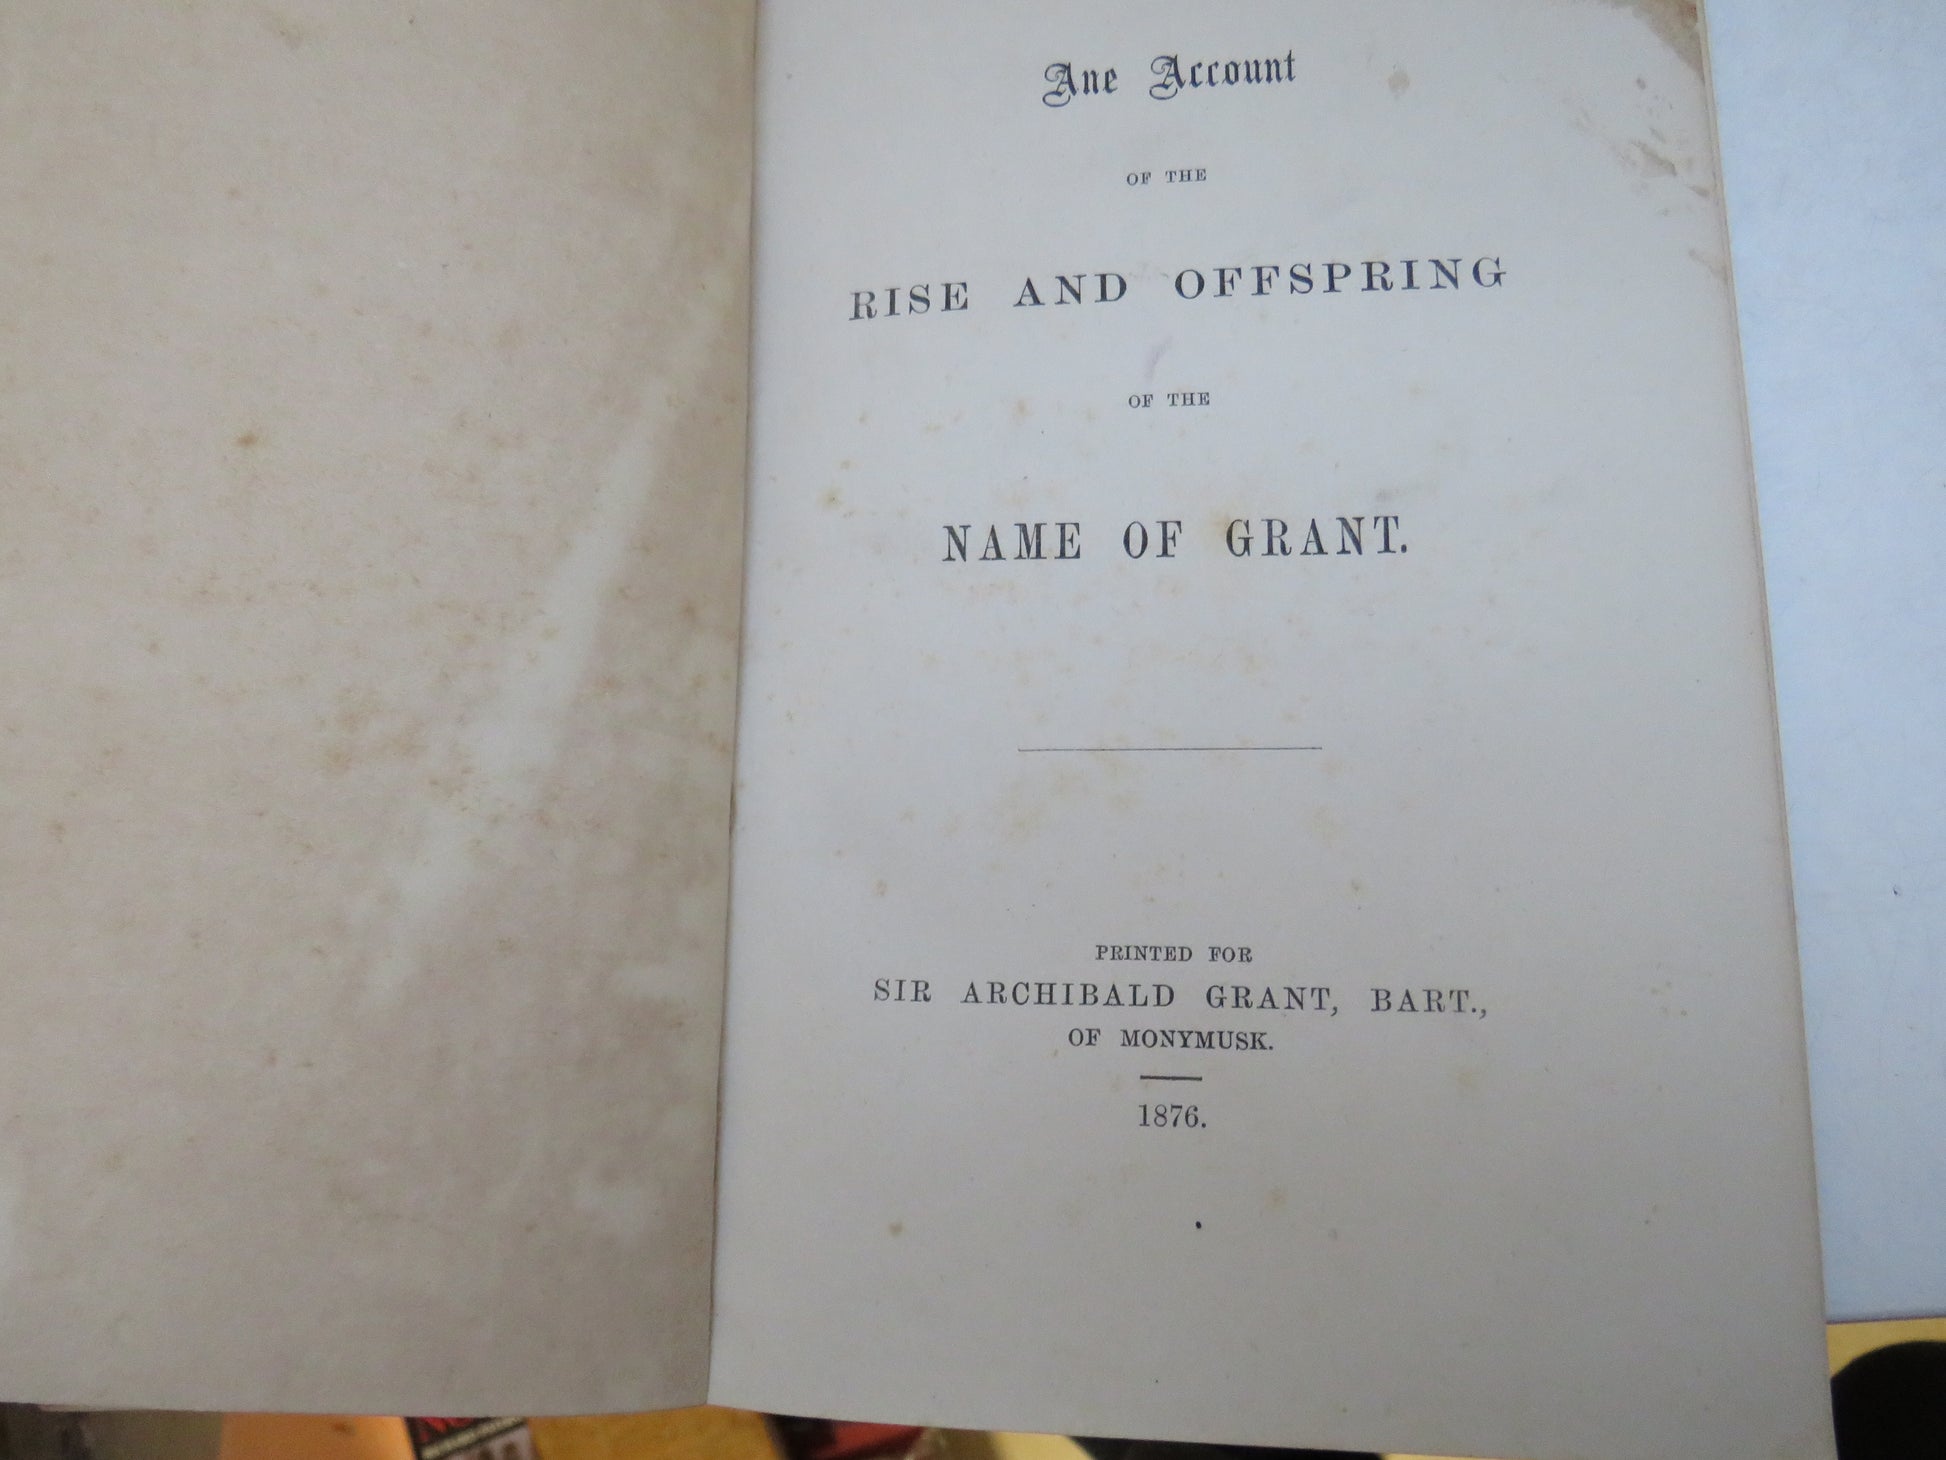 Ane Account
OF THE
RISE AND OFFSPRING
OF THE
NAME OF GRANT.
PRINTED FOR
SIR ARCHIBALD GRANT, BART.,
OF MONYMUSK.
1876.